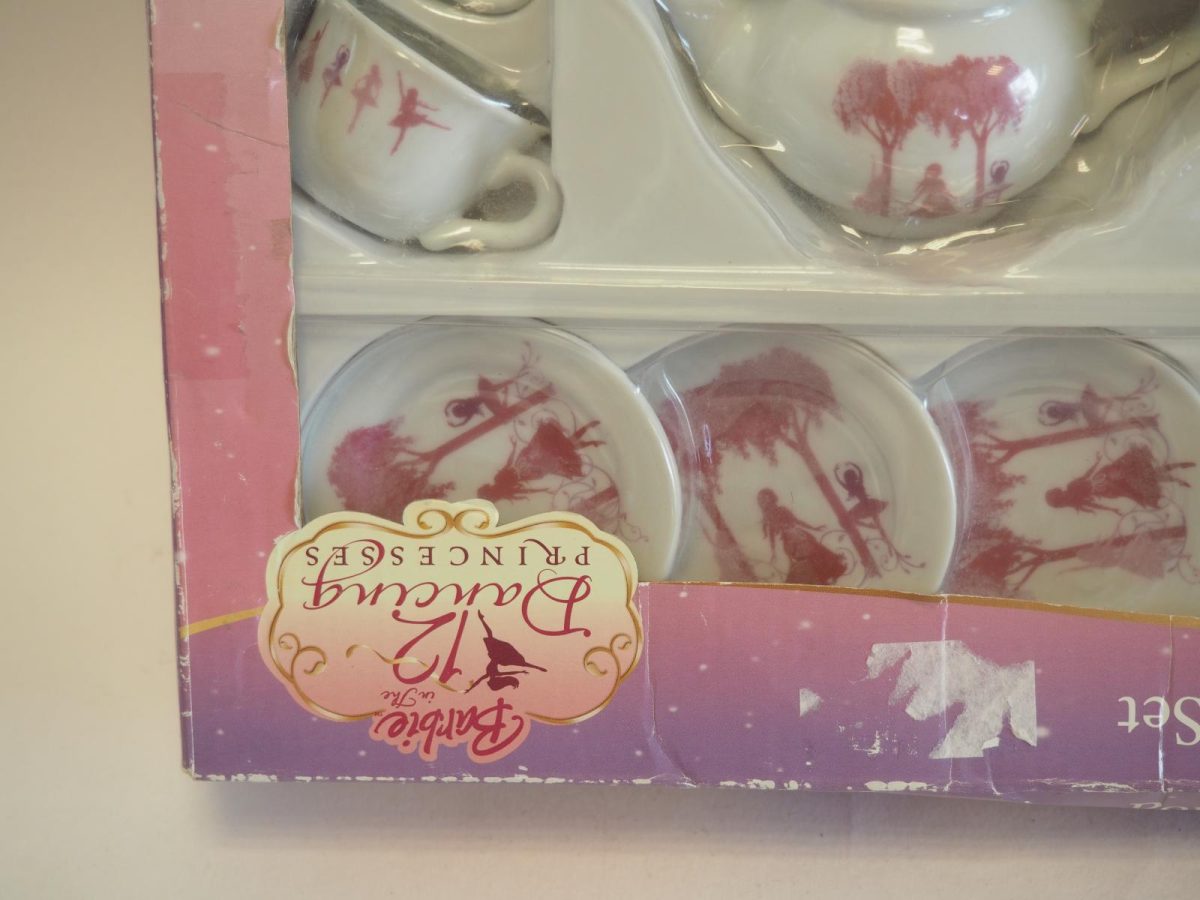 Barbie
in The
12
Dancing
PRINCESSES
Set